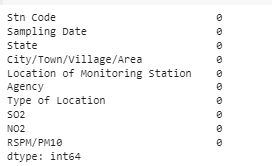 Stn Code                         0
Sampling Date                    0
State                            0
City/Town/Village/Area           0
Location of Monitoring Station   0
Agency                           0
Type of Location                 0
SO2                              0
NO2                              0
RSPM/PM10                        0
dtype: int64